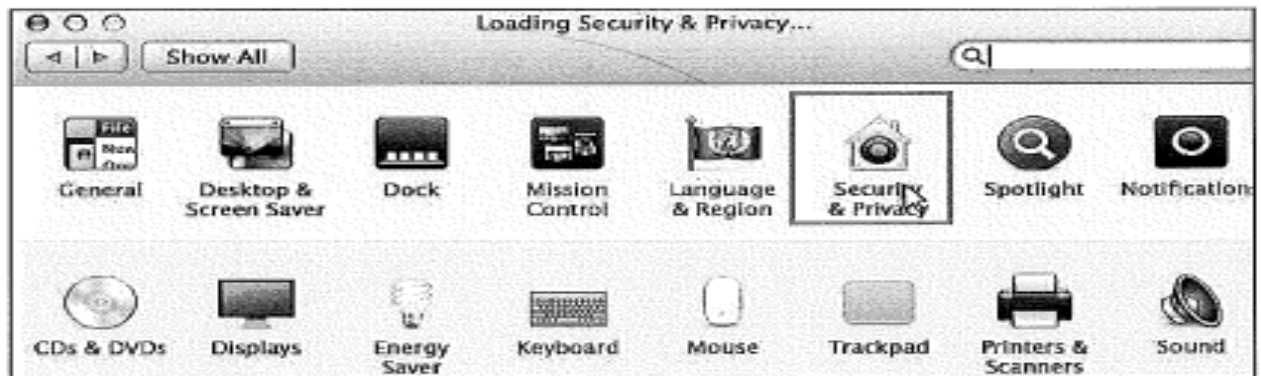 Loading Security & Privacy...
Show All
General
Desktop &
Screen Saver
Dock
Mission
Control
Language
& Region
Security
& Privacy
Spotlight
Notification
CDs & DVDs
Displays
Energy
Saver
Keyboard
Mouse
Trackpad
Printers &
Scanners
Sound